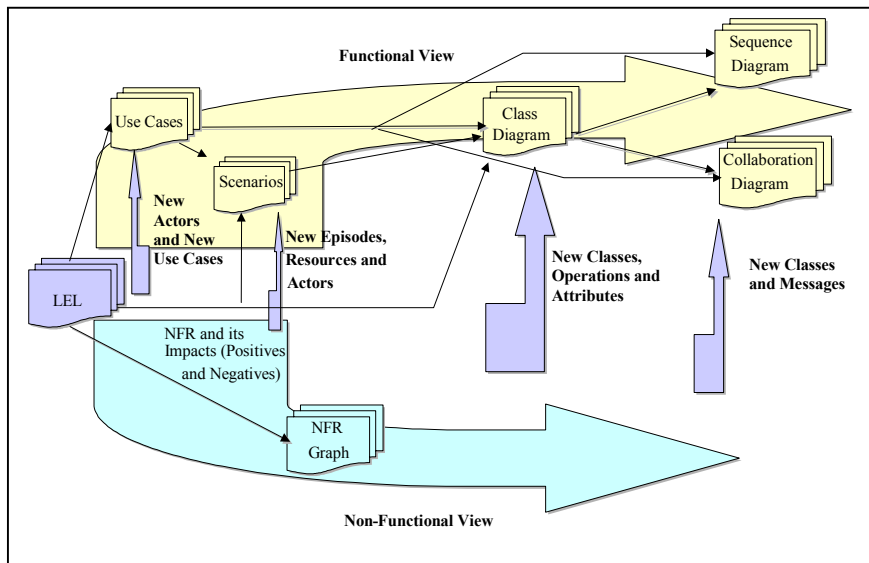 Functional View
Sequence
Diagram
Use Cases
Class
Diagram
Scenarios
Collaboration
Diagram
New
Actors
and New
Use Cases
New Episodes,
Resources and
Actors
New Classes,
Operations and
Attributes
New Classes
and Messages
LEL
NFR and its
Impacts (Positives
and Negatives)
NFR
Graph
Non-Functional View